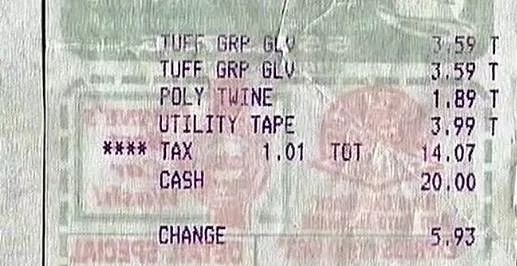 TUFF GRP GLV 3.59 T
TUFF GRP GLV 3.59 T
POLY TWINE 1.89 T
UTILITY TAPE 3.99 T
**** TAX 1.01 TOT 14.07
CASH 20.00
CHANGE 5.93